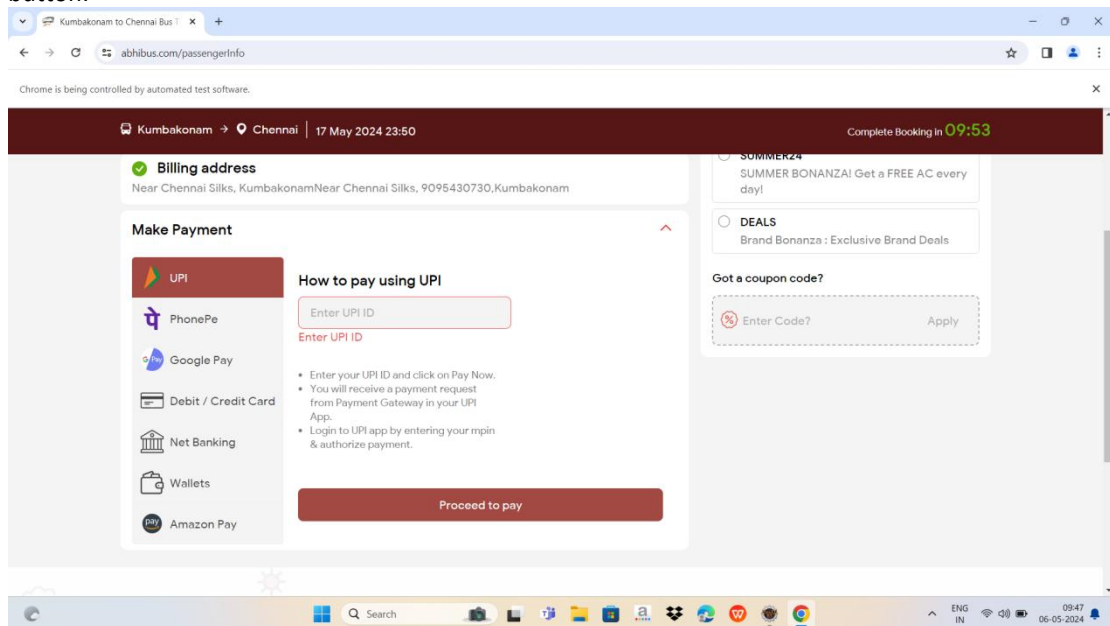 Kumbakonam to Chennai Bus T
abhibus.com/passengerInfo
Chrome is being controlled by automated test software.
Kumbakonam → Chennai | 17 May 2024 23:50
Complete Booking in 09:53
Billing address
Near Chennai Silks, KumbakonamNear Chennai Silks, 9095430730,Kumbakonam
Make Payment
UPI
PhonePe
G Pay
Google Pay
Debit / Credit Card
Net Banking
Wallets
pay
Amazon Pay
How to pay using UPI
Enter UPI ID
Enter UPI ID
• Enter your UPI ID and click on Pay Now.
• You will receive a payment request
from Payment Gateway in your UPI
App.
• Login to UPI app by entering your mpin
& authorize payment.
Proceed to pay
SUMMER24
SUMMER BONANZA! Get a FREE AC every
day!
DEALS
Brand Bonanza : Exclusive Brand Deals
Got a coupon code?
Enter Code?
Apply
Search
ENG
IN
09:47
06-05-2024